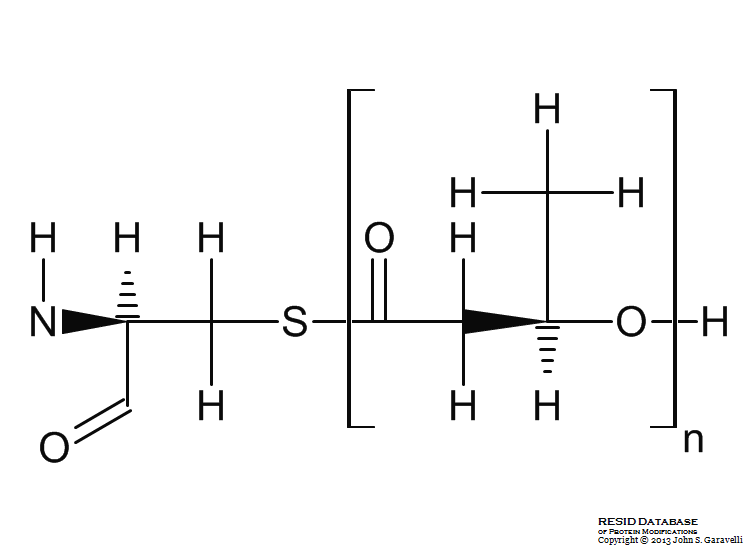 H
H H
H H H O H
N S O H
H H H
O n
RESID DATABASE
OF PROTEIN MODIFICATIONS
Copyright © 2013 John S. Garavelli